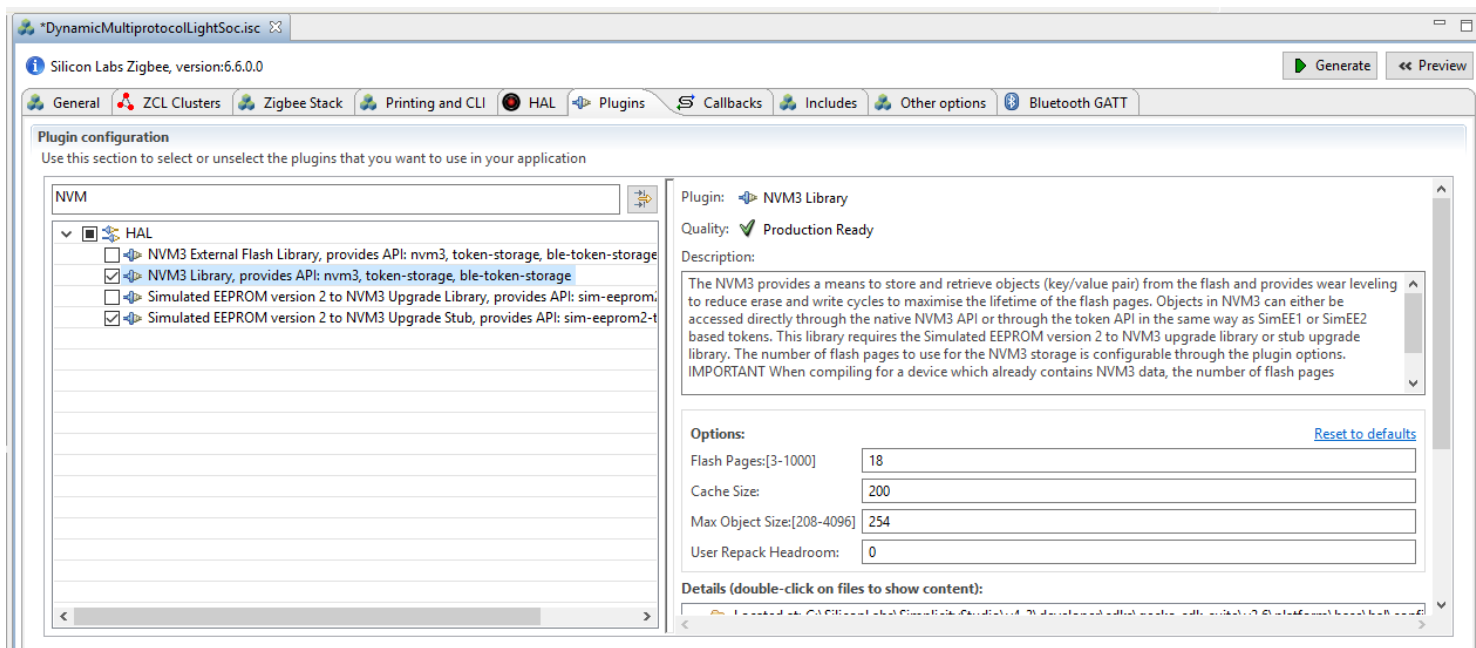 *DynamicMultiprotocolLightSoc.isc
Silicon Labs Zigbee, version:6.6.0.0
Generate
Preview
General
ZCL Clusters
Zigbee Stack
Printing and CLI
HAL
Plugins
Callbacks
Includes
Other options
Bluetooth GATT
Plugin configuration
Use this section to select or unselect the plugins that you want to use in your application
NVM
HAL
NVM3 External Flash Library, provides API: nvm3, token-storage, ble-token-storage
NVM3 Library, provides API: nvm3, token-storage, ble-token-storage
Simulated EEPROM version 2 to NVM3 Upgrade Library, provides API: sim-eeprom
Simulated EEPROM version 2 to NVM3 Upgrade Stub, provides API: sim-eeprom2-t
Plugin: NVM3 Library
Quality: Production Ready
Description:
The NVM3 provides a means to store and retrieve objects (key/value pair) from the flash and provides wear leveling
to reduce erase and write cycles to maximise the lifetime of the flash pages. Objects in NVM3 can either be
accessed directly through the native NVM3 API or through the token API in the same way as SimEE1 or SimEE2
based tokens. This library requires the Simulated EEPROM version 2 to NVM3 upgrade library or stub upgrade
library. The number of flash pages to use for the NVM3 storage is configurable through the plugin options.
IMPORTANT When compiling for a device which already contains NVM3 data, the number of flash pages
Options:
Reset to defaults
Flash Pages:[3-1000] 18
Cache Size: 200
Max Object Size:[208-4096] 254
User Repack Headroom: 0
Details (double-click on files to show content):